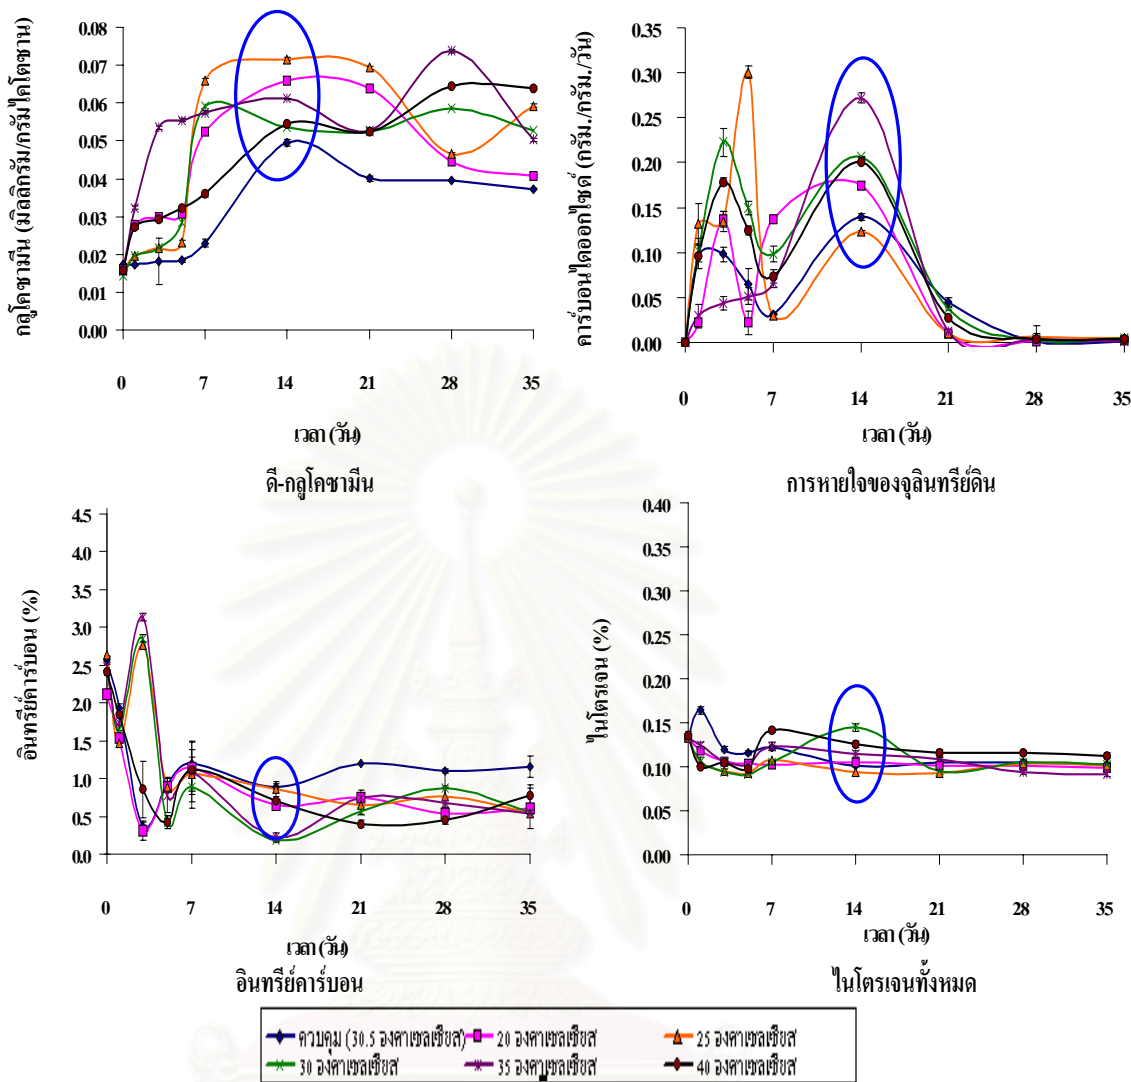 กลูโคซามีน (มิลลิกรัม/กรัมไคโตซาน)
0.08
0.07
0.06
0.05
0.04
0.03
0.02
0.01
0.00
0 7 14 21 28 35
เวลา (วัน)
ดี-กลูโคซามีน
คาร์บอนไดออกไซด์ (กรัม./กรัม./วัน)
0.35
0.30
0.25
0.20
0.15
0.10
0.05
0.00
0 7 14 21 28 35
เวลา (วัน)
การหายใจของจุลินทรีย์ดิน
อินทรีย์คาร์บอน (%)
4.5
4.0
3.5
3.0
2.5
2.0
1.5
1.0
0.5
0.0
0 7 14 21 28 35
เวลา (วัน)
อินทรีย์คาร์บอน
ไนโตรเจน (%)
0.40
0.35
0.30
0.25
0.20
0.15
0.10
0.05
0.00
0 7 14 21 28 35
เวลา (วัน)
ไนโตรเจนทั้งหมด
ควบคุม (30.5 องศาเซลเซียส) 20 องศาเซลเซียส 25 องศาเซลเซียส
30 องศาเซลเซียส 35 องศาเซลเซียส 40 องศาเซลเซียส